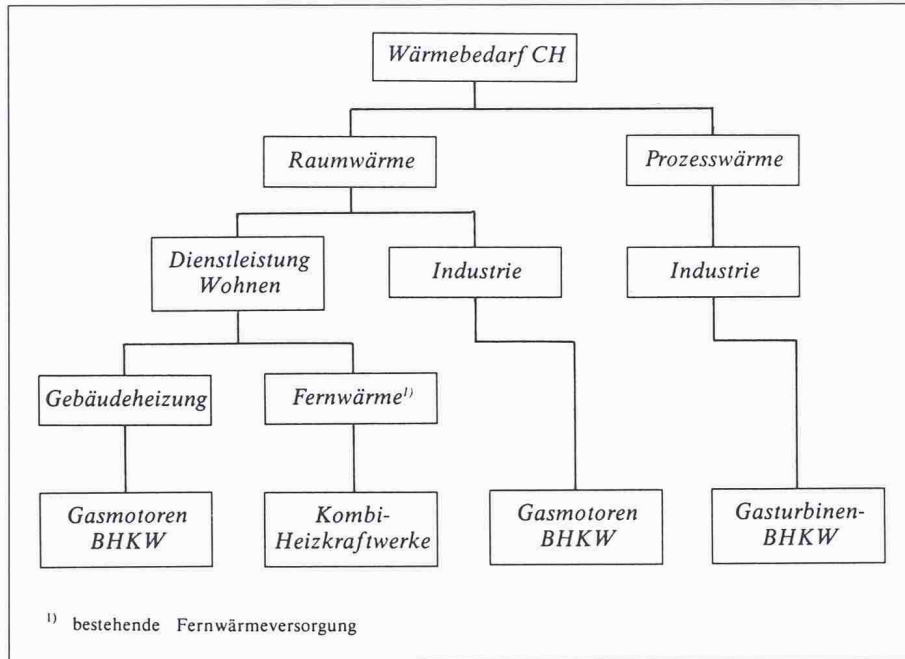 Wärmebedarf CH
Raumwärme
Prozesswärme
Dienstleistung
Wohnen
Industrie
Industrie
Gebäudeheizung
Fernwärme¹⁾
Gasmotoren
BHKW
Kombi-
Heizkraftwerke
Gasmotoren
BHKW
Gasturbinen-
BHKW
¹⁾ bestehende Fernwärmeversorgung